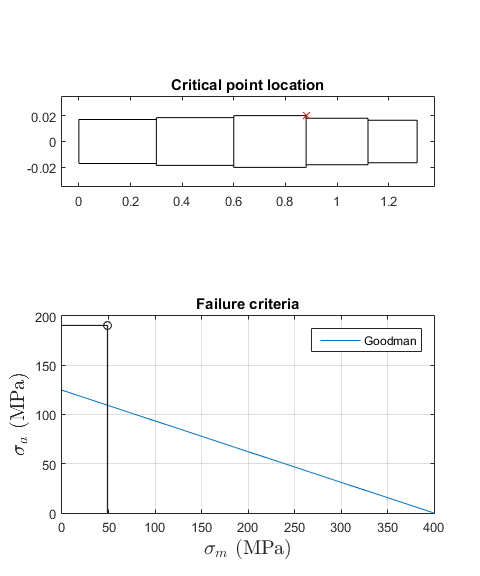 Critical point location
0.02
0
-0.02
0 0.2 0.4 0.6 0.8 1 1.2
Failure criteria
200
150
100
50
0
σₐ (MPa)
Goodman
0 50 100 150 200 250 300 350 400
σₘ (MPa)